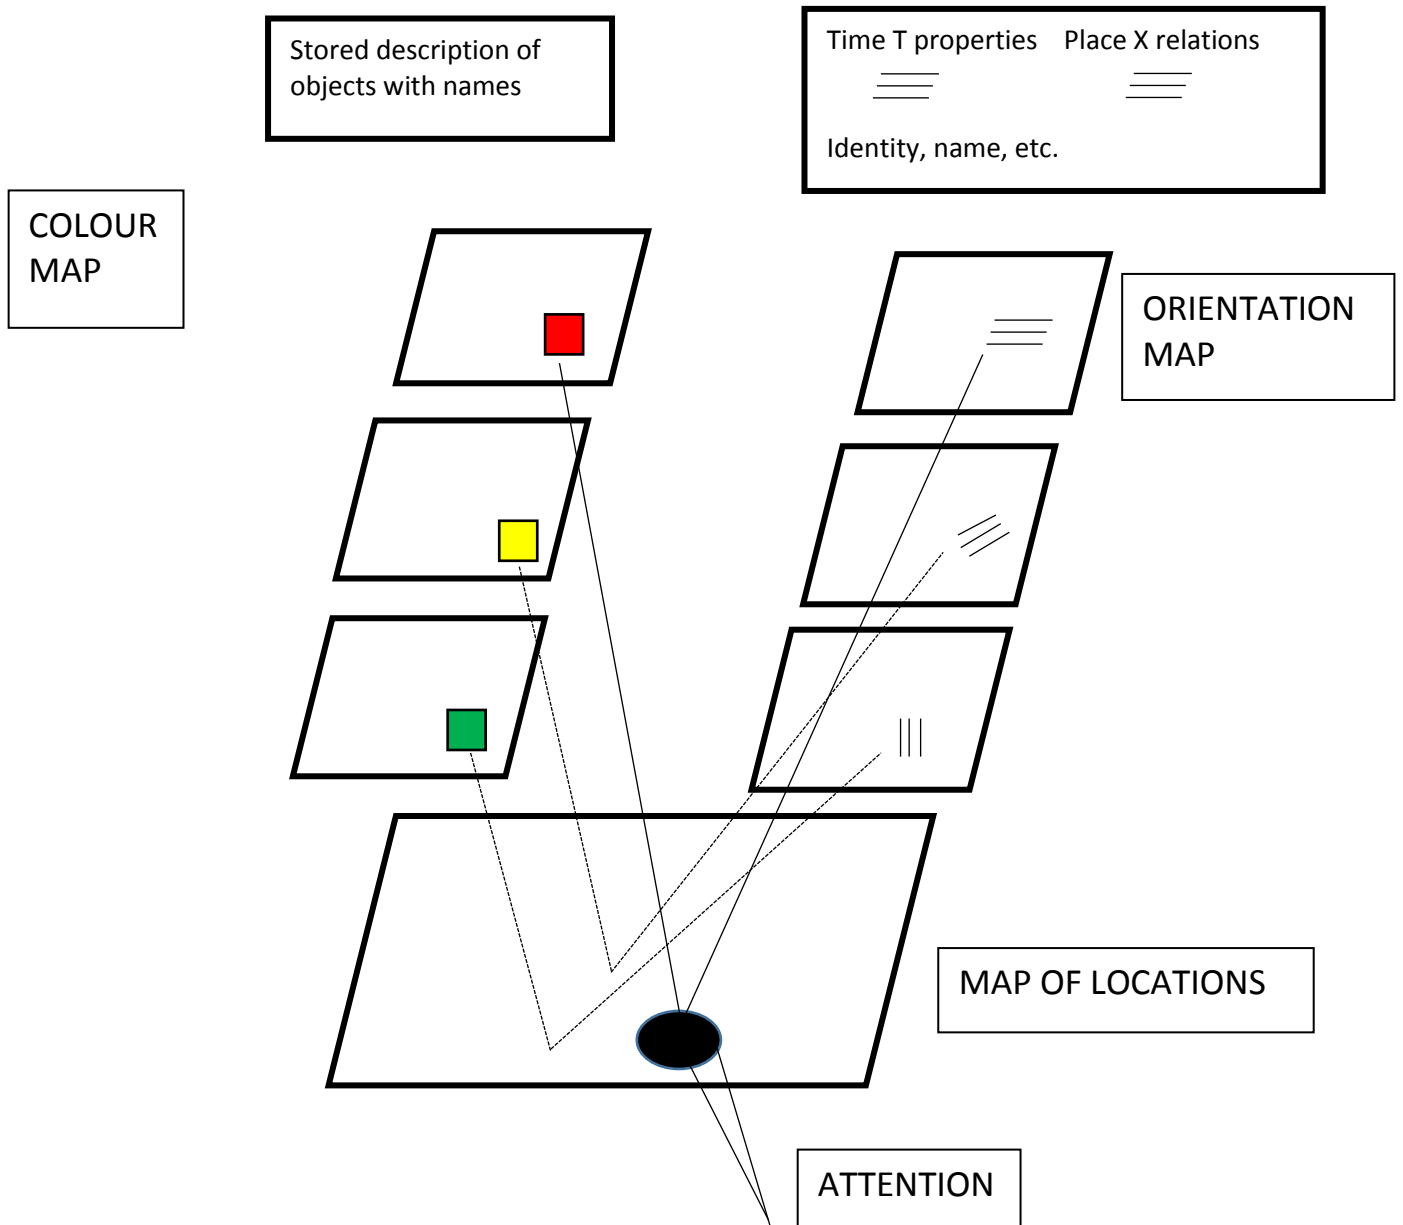 Stored description of
objects with names
Time T properties Place X relations
Identity, name, etc.
COLOUR
MAP
ORIENTATION
MAP
MAP OF LOCATIONS
ATTENTION